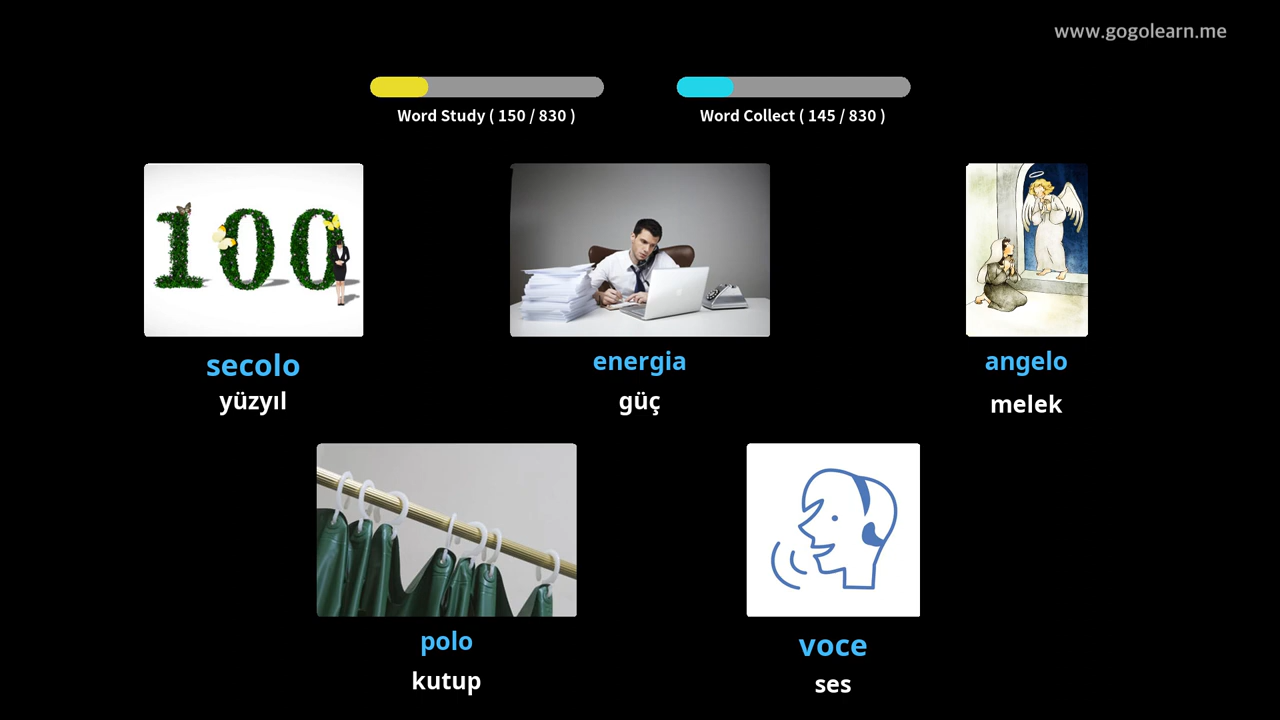 www.gogolearn.me
Word Study ( 150 / 830 )
Word Collect ( 145 / 830 )
100
secolo
yüzyıl
energia
güç
angelo
melek
polo
kutup
voce
ses